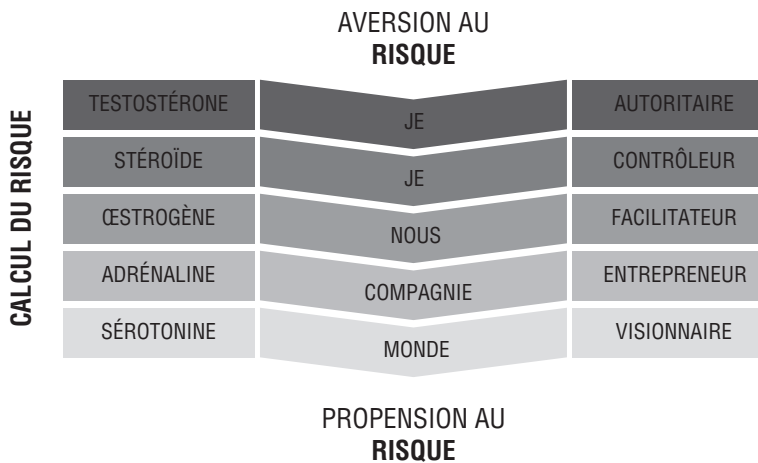 AVERSION AU
RISQUE
CALCUL DU RISQUE
TESTOSTÉRONE JE AUTORITAIRE
STÉROÏDE JE CONTRÔLEUR
ŒSTROGÈNE NOUS FACILITATEUR
ADRÉNALINE COMPAGNIE ENTREPRENEUR
SÉROTONINE MONDE VISIONNAIRE
PROPENSION AU
RISQUE